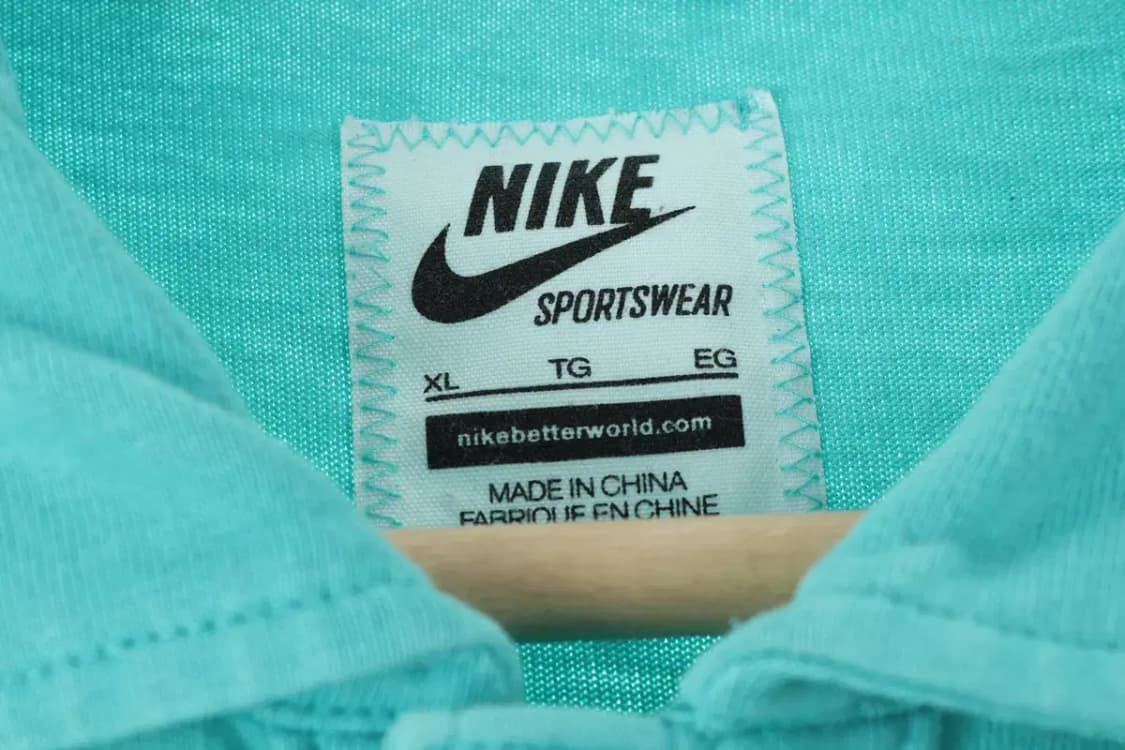 NIKE
SPORTSWEAR
XL TG EG
nikebetterworld.com
MADE IN CHINA
FABRIQUE EN CHINE